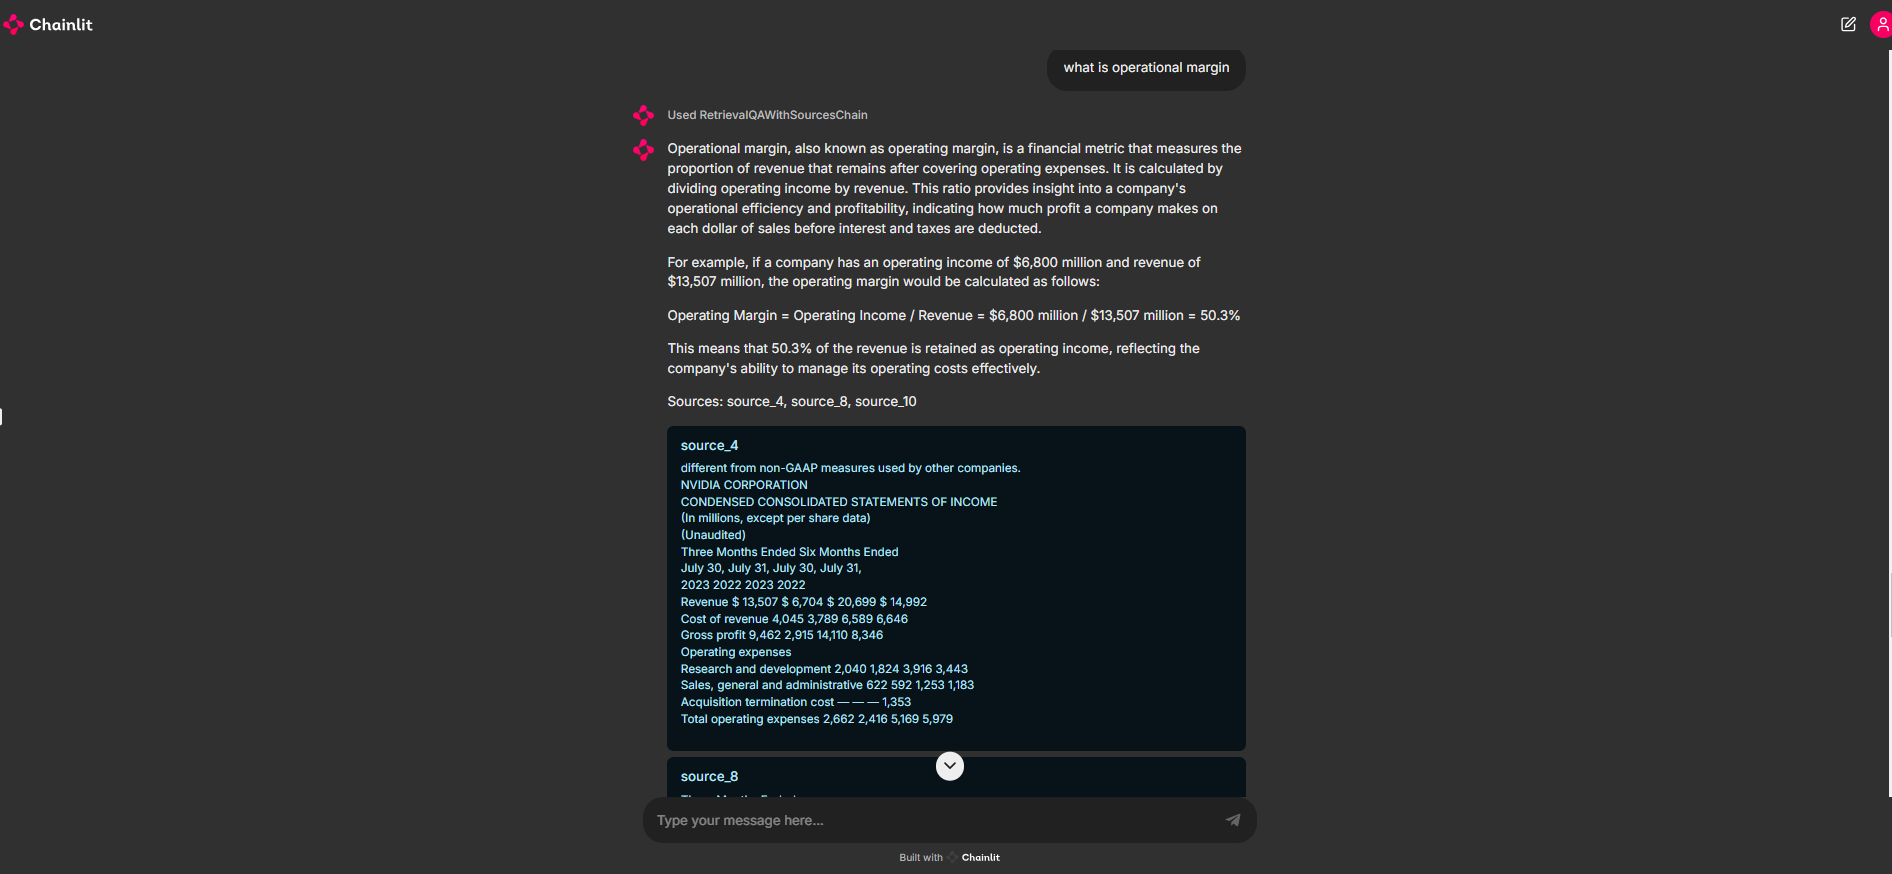 Chainlit
what is operational margin
Used RetrievalQAWithSourcesChain
Operational margin, also known as operating margin, is a financial metric that measures the
proportion of revenue that remains after covering operating expenses. It is calculated by
dividing operating income by revenue. This ratio provides insight into a company's
operational efficiency and profitability, indicating how much profit a company makes on
each dollar of sales before interest and taxes are deducted.
For example, if a company has an operating income of $6,800 million and revenue of
$13,507 million, the operating margin would be calculated as follows:
Operating Margin = Operating Income / Revenue = $6,800 million / $13,507 million = 50.3%
This means that 50.3% of the revenue is retained as operating income, reflecting the
company's ability to manage its operating costs effectively.
Sources: source_4, source_8, source_10
source_4
different from non-GAAP measures used by other companies.
NVIDIA CORPORATION
CONDENSED CONSOLIDATED STATEMENTS OF INCOME
(In millions, except per share data)
(Unaudited)
Three Months Ended Six Months Ended
July 30, July 31, July 30, July 31,
2023 2022 2023 2022
Revenue $ 13,507 $ 6,704 $ 20,699 $ 14,992
Cost of revenue 4,045 3,789 6,589 6,646
Gross profit 9,462 2,915 14,110 8,346
Operating expenses
Research and development 2,040 1,824 3,916 3,443
Sales, general and administrative 622 592 1,253 1,183
Acquisition termination cost — — — 1,353
Total operating expenses 2,662 2,416 5,169 5,979
source_8
Type your message here...
Built with Chainlit